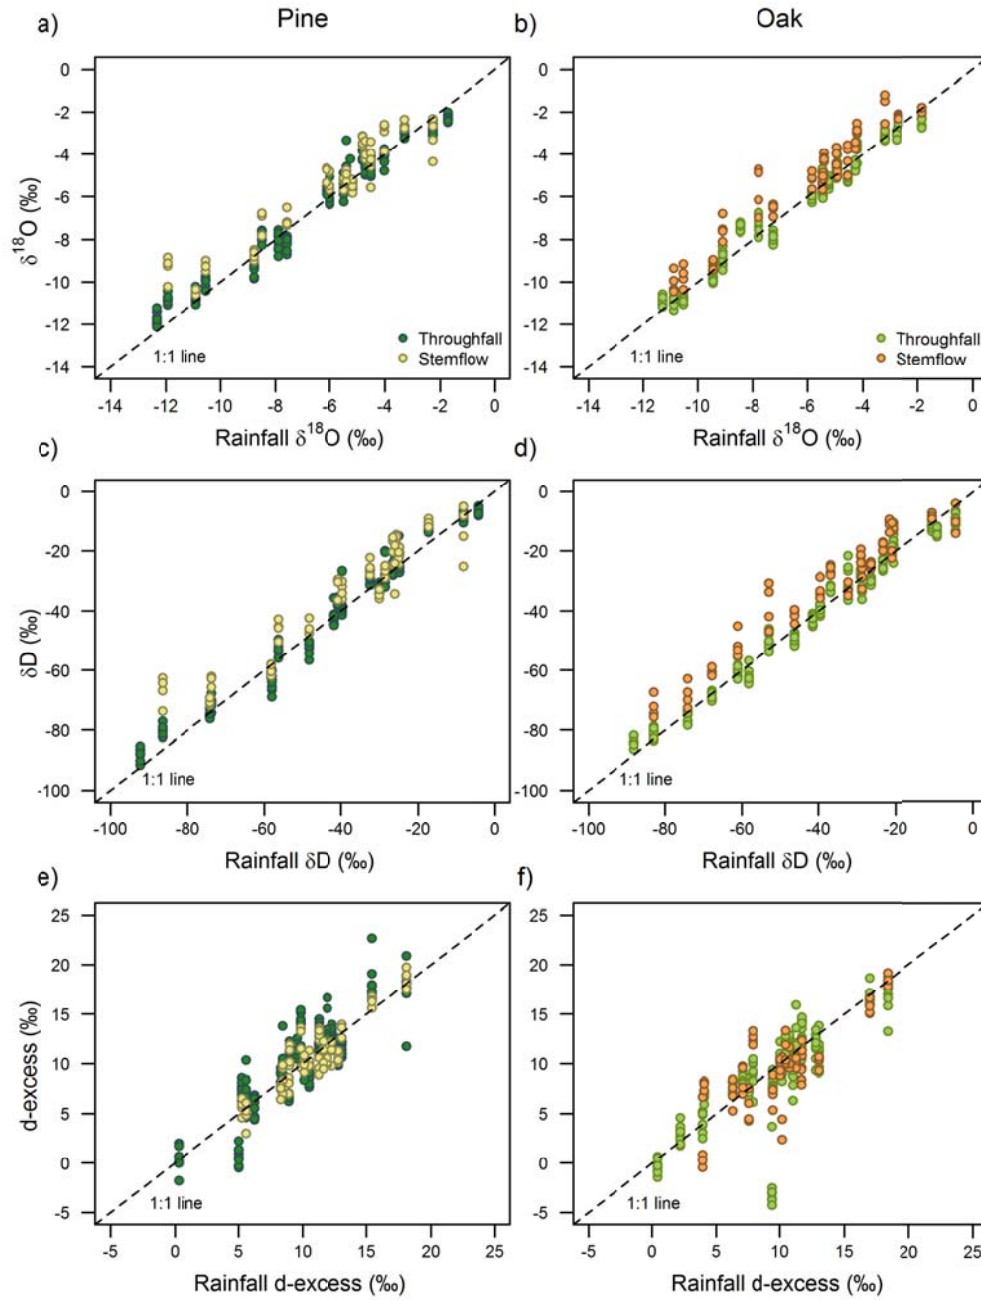 Pine
Oak
a)
b)
0
-2
-4
-6
-8
-10
-12
-14
δ¹⁸O (‰)
Throughfall
Stemflow
1:1 line
-14 -12 -10 -8 -6 -4 -2 0
Rainfall δ¹⁸O (‰)
0
-2
-4
-6
-8
-10
-12
-14
Throughfall
Stemflow
1:1 line
-14 -12 -10 -8 -6 -4 -2 0
Rainfall δ¹⁸O (‰)
c)
d)
0
-20
-40
-60
-80
-100
δD (‰)
1:1 line
-100 -80 -60 -40 -20 0
Rainfall δD (‰)
0
-20
-40
-60
-80
-100
1:1 line
-100 -80 -60 -40 -20 0
Rainfall δD (‰)
e)
f)
25
20
15
10
5
0
-5
d-excess (‰)
1:1 line
-5 0 5 10 15 20 25
Rainfall d-excess (‰)
25
20
15
10
5
0
-5
1:1 line
-5 0 5 10 15 20 25
Rainfall d-excess (‰)